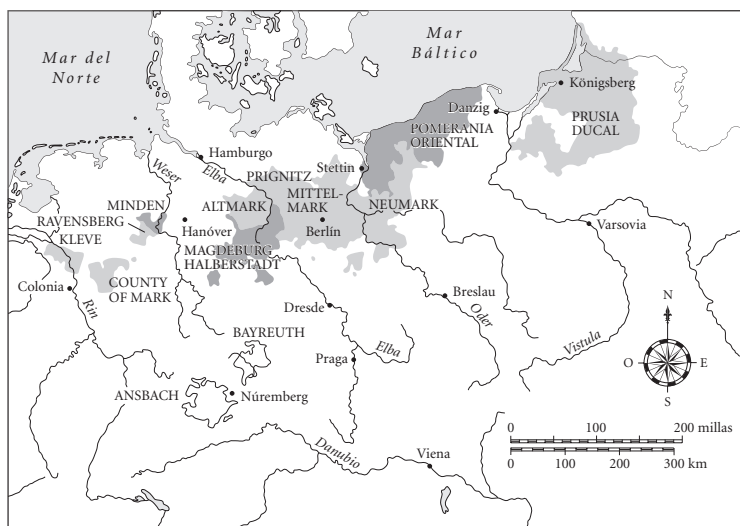 Mar del
Norte
Mar
Báltico
Königsberg
Danzig
PRUSIA
DUCAL
POMERANIA
ORIENTAL
Hamburgo
Stettin
Weser
Elba
PRIGNITZ
MINDEN
ALTMARK
MITTEL-
MARK
NEUMARK
RAVENSBERG
Hanóver
Berlín
Varsovia
KLEVE
MAGDEBURG
HALBERSTADT
COUNTY
OF MARK
Colonia
Rin
Dresde
Breslau
Oder
BAYREUTH
Praga
Elba
Vistula
N
O
E
S
ANSBACH
Núremberg
Danubio
Viena
0 100 200 millas
0 100 200 300 km